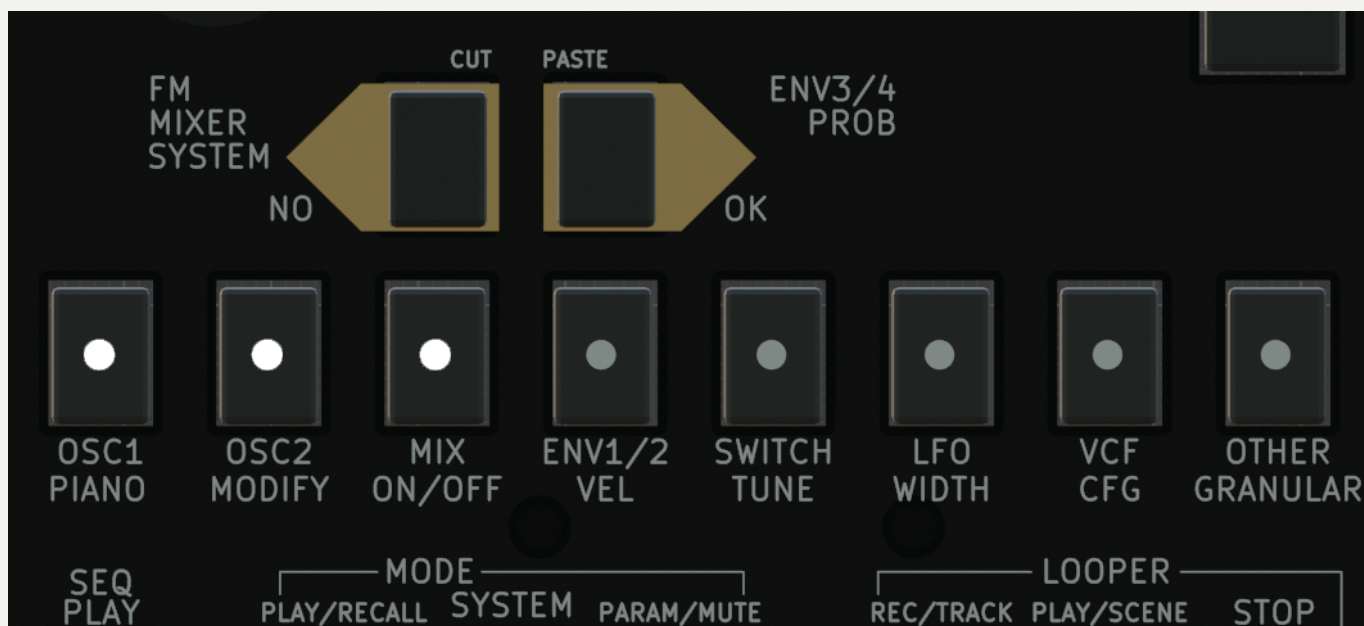 CUT PASTE
FM
MIXER
SYSTEM
NO
ENV3/4
PROB
OK
OSC1 OSC2 MIX ENV1/2 SWITCH LFO VCF OTHER
PIANO MODIFY ON/OFF VEL TUNE WIDTH CFG GRANULAR
SEQ
PLAY
MODE
PLAY/RECALL SYSTEM PARAM/MUTE
LOOPER
REC/TRACK PLAY/SCENE STOP